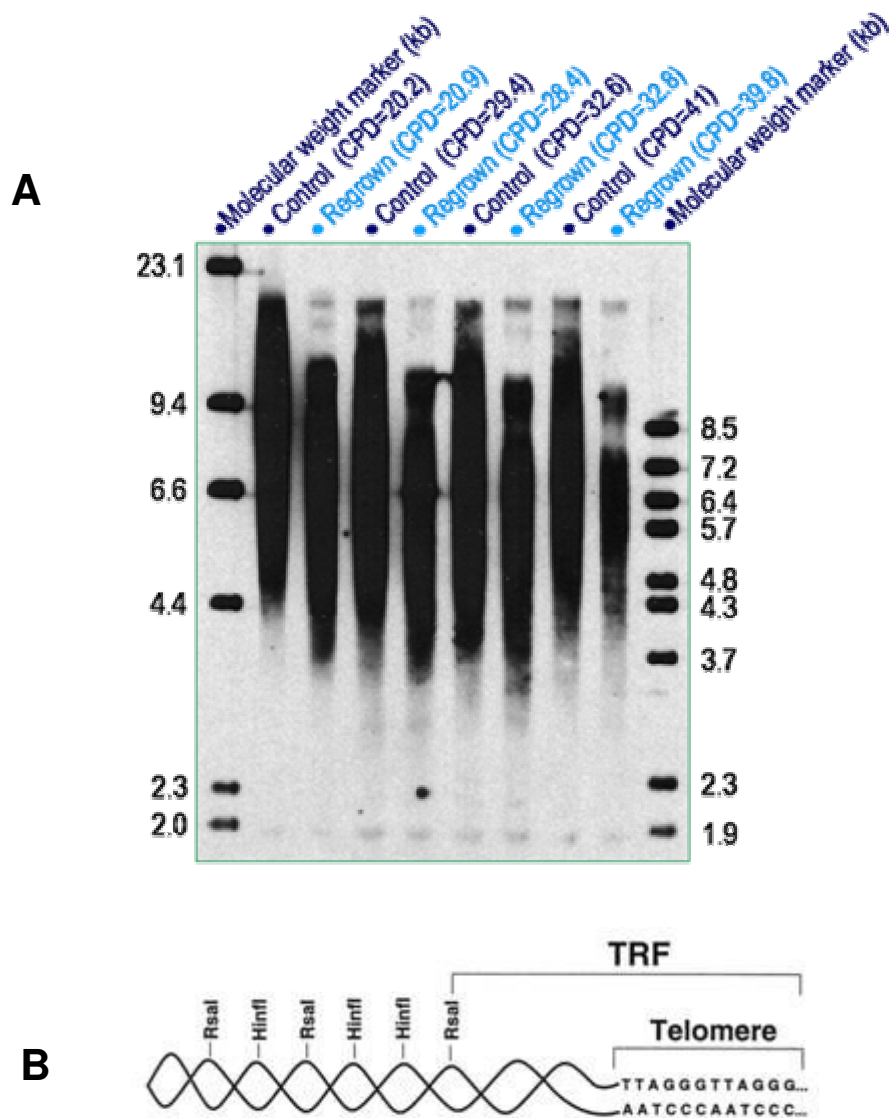 A
•Molecular weight marker (kb)
•Control (CPD=20.2)
•Regrown (CPD=20.9)
•Control (CPD=29.4)
•Regrown (CPD=28.4)
•Control (CPD=32.6)
•Regrown (CPD=32.8)
•Control (CPD=41)
•Regrown (CPD=39.8)
•Molecular weight marker (kb)
23.1
9.4
6.6
4.4
2.3
2.0
8.5
7.2
6.4
5.7
4.8
4.3
3.7
2.3
1.9
B
TRF
RsaI
HinfI
RsaI
HinfI
HinfI
RsaI
Telomere
TTAGGGTTAGGG...
AATCCCAATCCC...